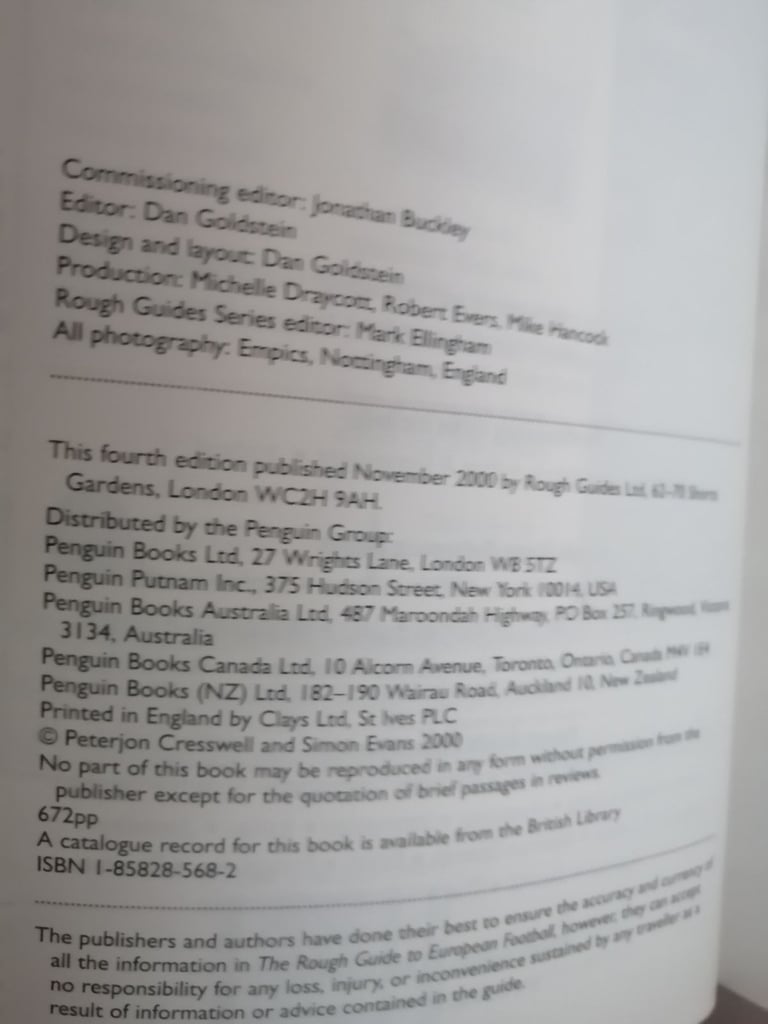 Commissioning editor: Jonathan Buckley
Editor: Dan Goldstein
Design and layout: Dan Goldstein
Production: Michelle Draycott, Robert Evers, Mike Hancock
Rough Guides Series editor: Mark Ellingham
All photography: Empics, Nottingham, England
This fourth edition published November 2000 by Rough Guides Ltd, 62–70 Shorts
Gardens, London WC2H 9AH.
Distributed by the Penguin Group:
Penguin Books Ltd, 27 Wrights Lane, London W8 5TZ
Penguin Putnam Inc., 375 Hudson Street, New York 10014, USA
Penguin Books Australia Ltd, 487 Maroondah Highway, PO Box 257, Ringwood, Victoria
3134, Australia
Penguin Books Canada Ltd, 10 Alcorn Avenue, Toronto, Ontario, Canada M4V 1E4
Penguin Books (NZ) Ltd, 182–190 Wairau Road, Auckland 10, New Zealand
Printed in England by Clays Ltd, St Ives PLC
© Peterjon Cresswell and Simon Evans 2000
No part of this book may be reproduced in any form without permission from the
publisher except for the quotation of brief passages in reviews.
672pp
A catalogue record for this book is available from the British Library
ISBN 1-85828-568-2
The publishers and authors have done their best to ensure the accuracy and currency of
all the information in The Rough Guide to European Football, however, they can accept
no responsibility for any loss, injury, or inconvenience sustained by any traveller as a
result of information or advice contained in the guide.